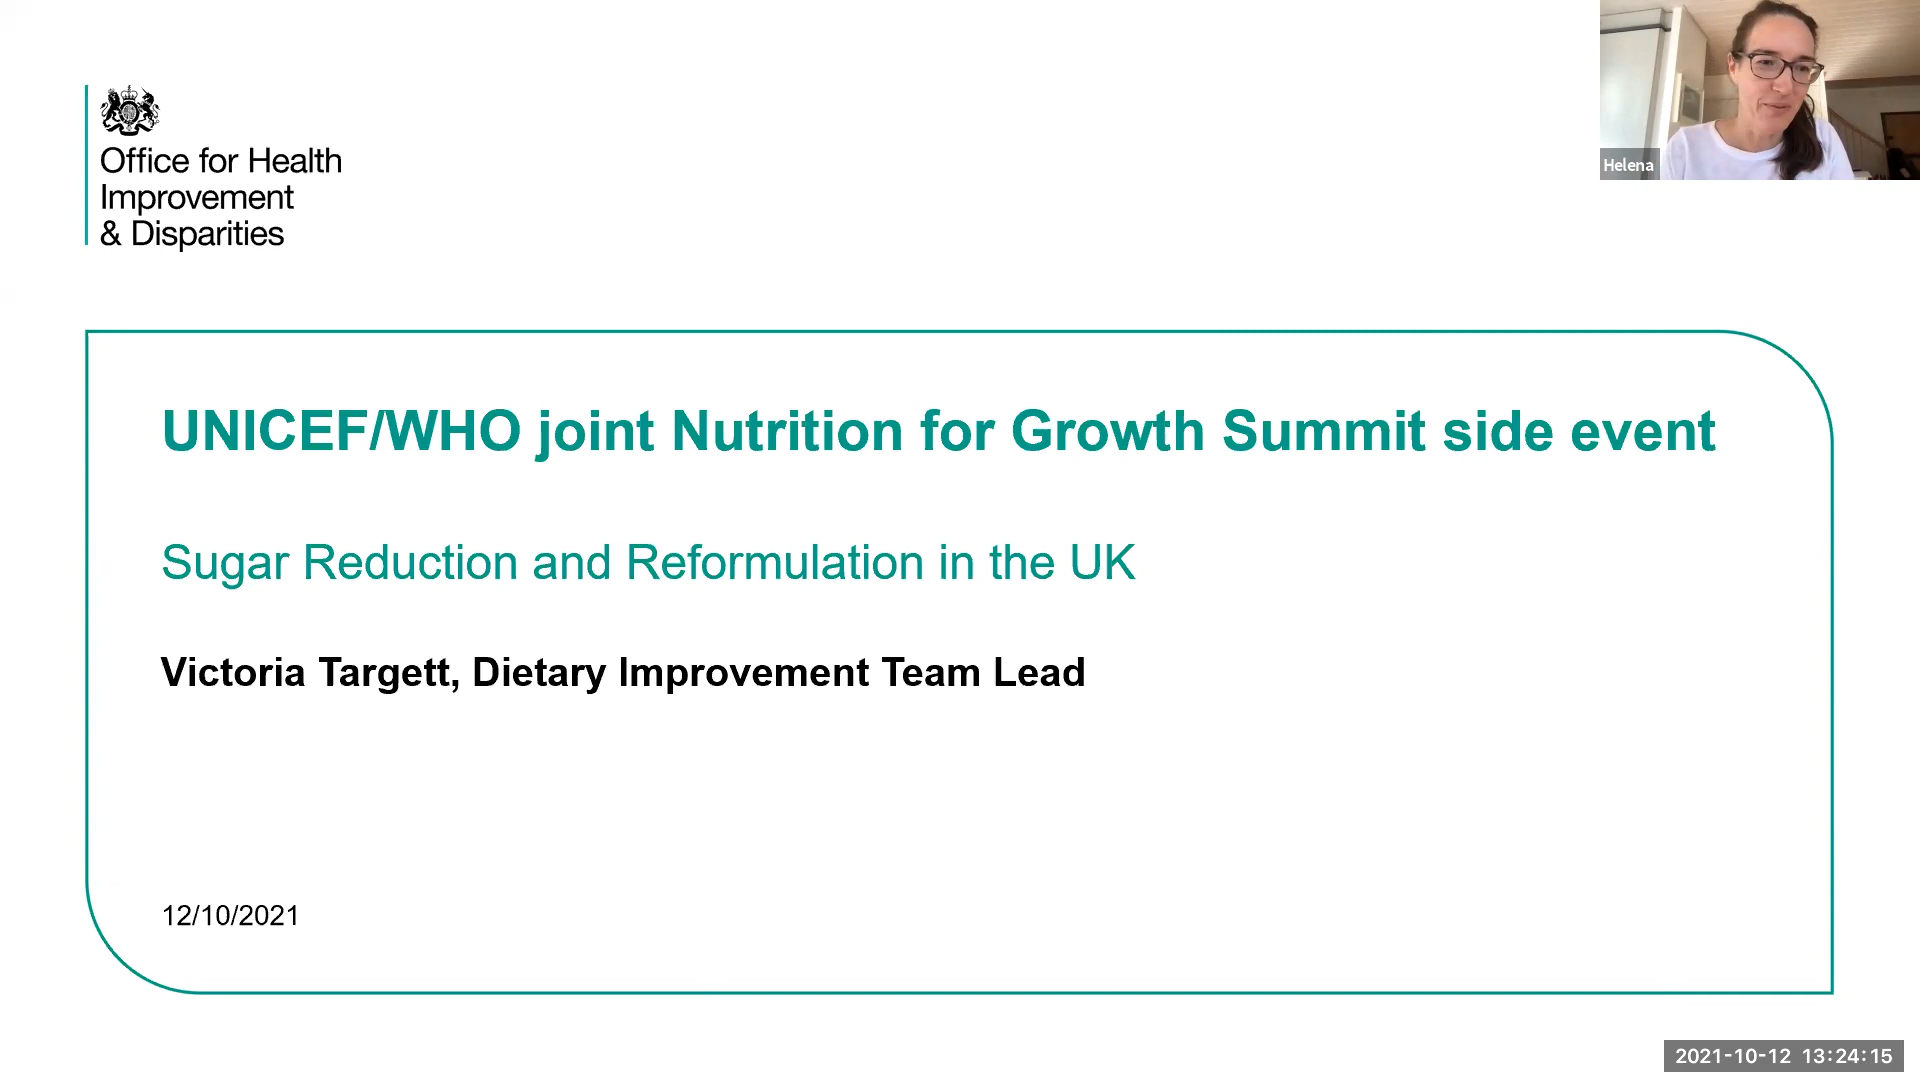 Office for Health
Improvement
& Disparities
Helena
UNICEF/WHO joint Nutrition for Growth Summit side event
Sugar Reduction and Reformulation in the UK
Victoria Targett, Dietary Improvement Team Lead
12/10/2021
2021-10-12 13:24:15